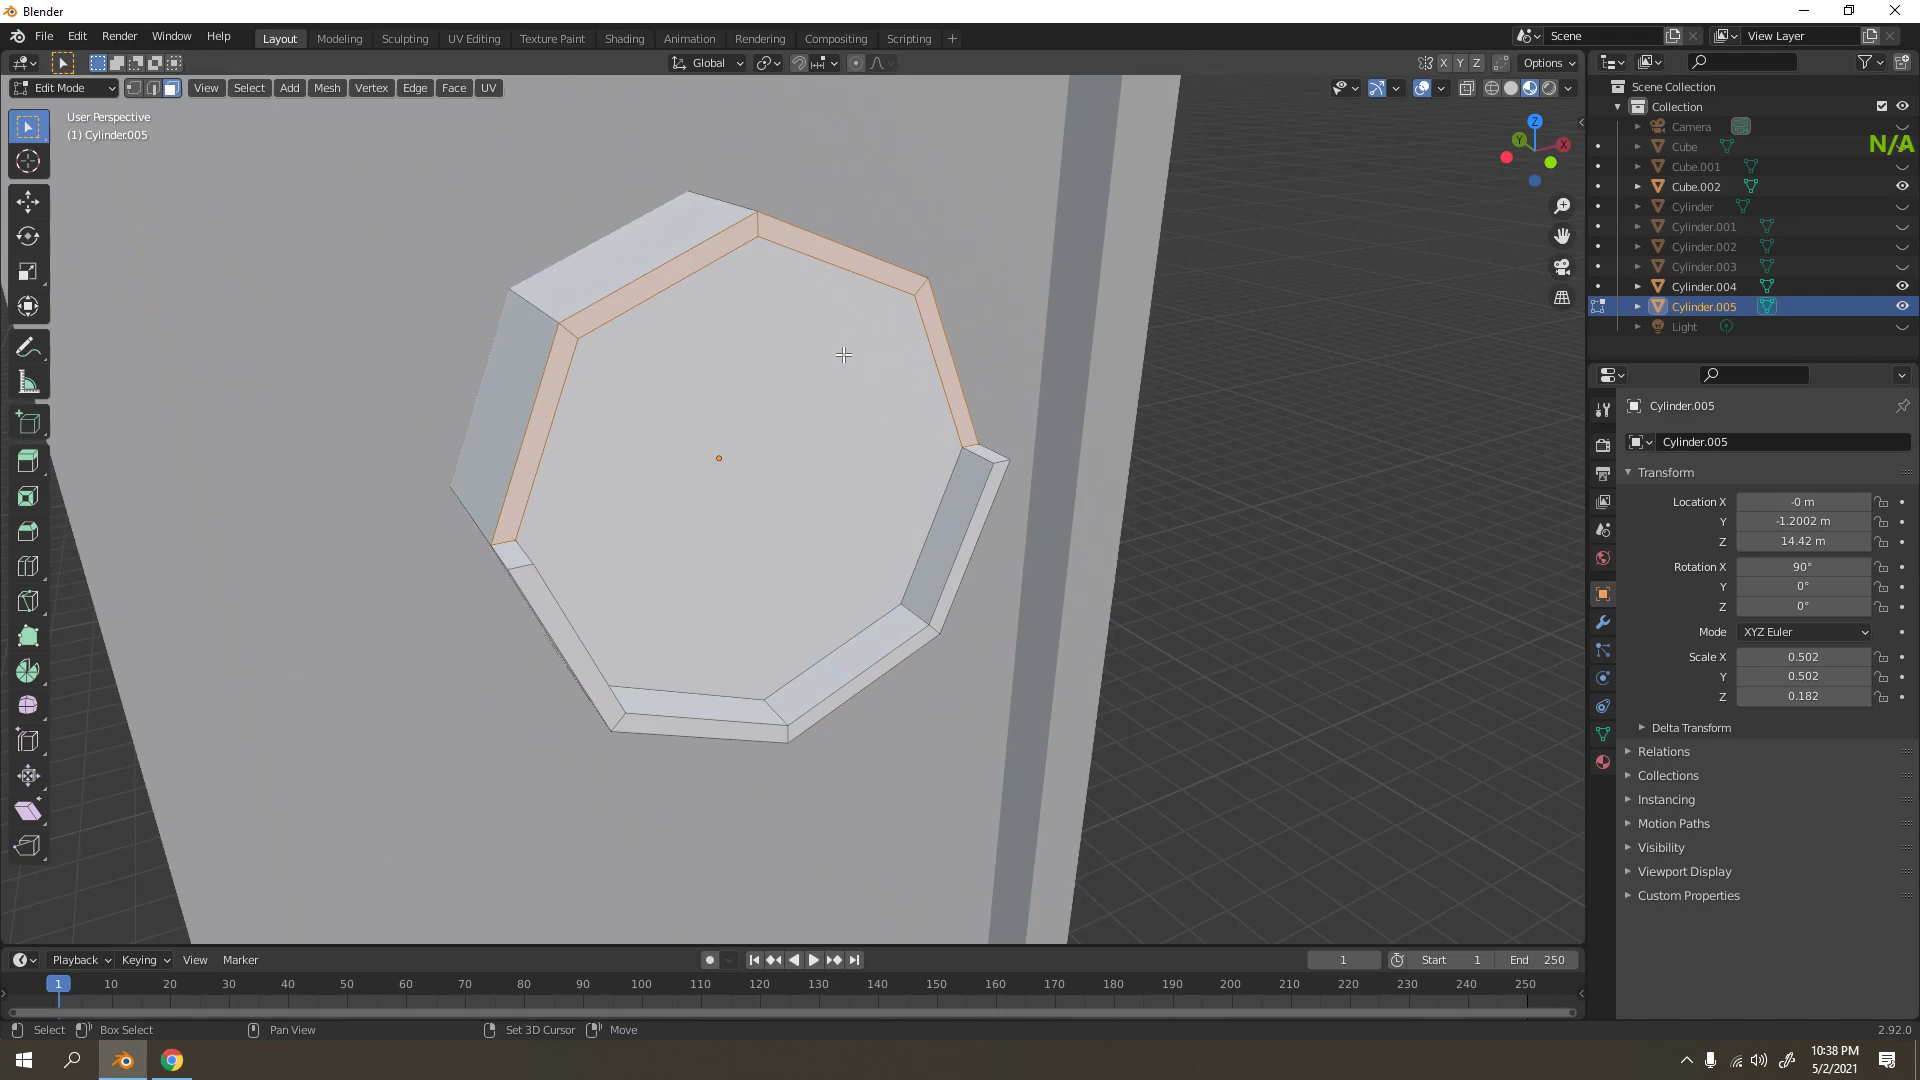 Blender
File Edit Render Window Help
Layout Modeling Sculpting UV Editing Texture Paint Shading Animation Rendering Compositing Scripting +
Scene
View Layer
Global
X Y Z
Options
Edit Mode
View Select Add Mesh Vertex Edge Face UV
User Perspective
(1) Cylinder.005
Z
Y
X
Scene Collection
Collection
Camera
N/A
Cube
Cube.001
Cube.002
Cylinder
Cylinder.001
Cylinder.002
Cylinder.003
Cylinder.004
Cylinder.005
Light
Cylinder.005
Cylinder.005
Transform
Location X -0 m
Y -1.2002 m
Z 14.42 m
Rotation X 90°
Y 0°
Z 0°
Mode XYZ Euler
Scale X 0.502
Y 0.502
Z 0.182
Delta Transform
Relations
Collections
Instancing
Motion Paths
Visibility
Viewport Display
Custom Properties
Playback Keying View Marker
1
Start 1 End 250
1 10 20 30 40 50 60 70 80 90 100 110 120 130 140 150 160 170 180 190 200 210 220 230 240 250
Select Box Select Pan View Set 3D Cursor Move 2.92.0
10:38 PM
5/2/2021